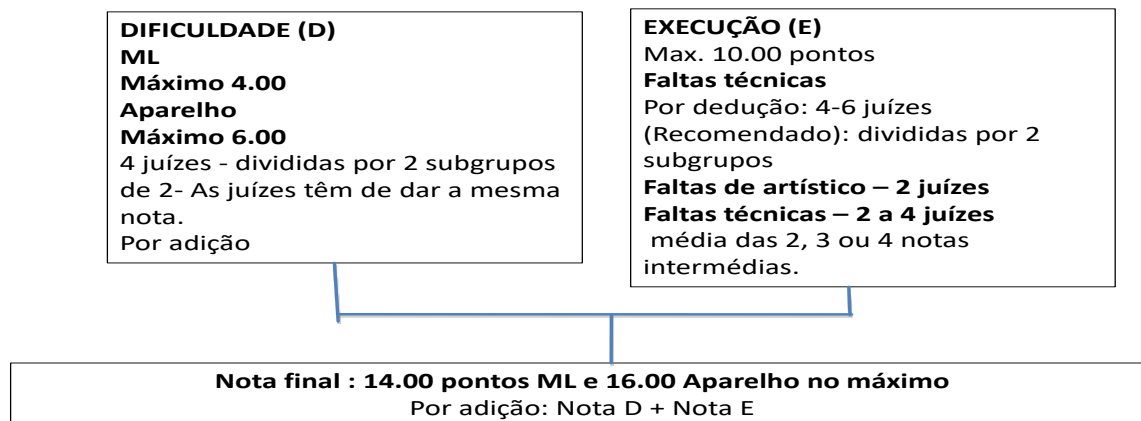 DIFICULDADE (D)
ML
Máximo 4.00
Aparelho
Máximo 6.00
4 juízes - divididas por 2 subgrupos
de 2- As juízes têm de dar a mesma
nota.
Por adição
EXECUÇÃO (E)
Max. 10.00 pontos
Faltas técnicas
Por dedução: 4-6 juízes
(Recomendado): divididas por 2
subgrupos
Faltas de artístico – 2 juízes
Faltas técnicas – 2 a 4 juízes
média das 2, 3 ou 4 notas
intermédias.
Nota final : 14.00 pontos ML e 16.00 Aparelho no máximo
Por adição: Nota D + Nota E